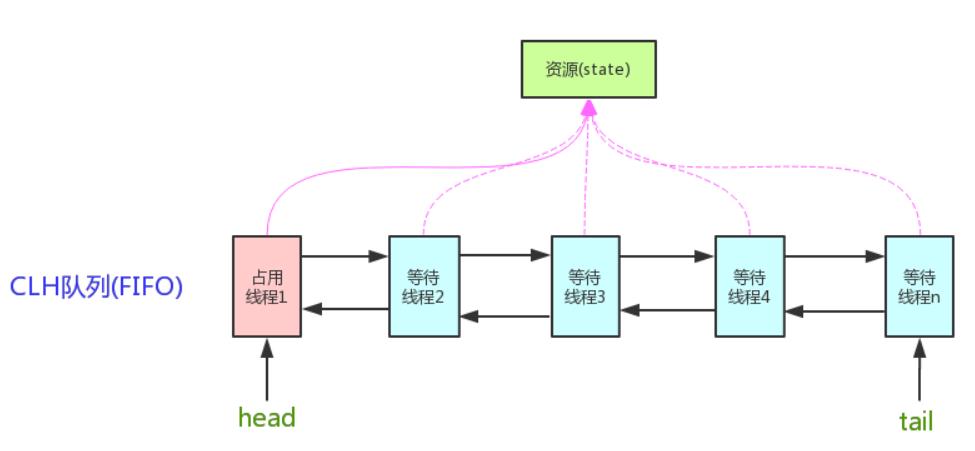 资源(state)
CLH队列(FIFO)
占用
线程1
等待
线程2
等待
线程3
等待
线程4
等待
线程n
head
tail